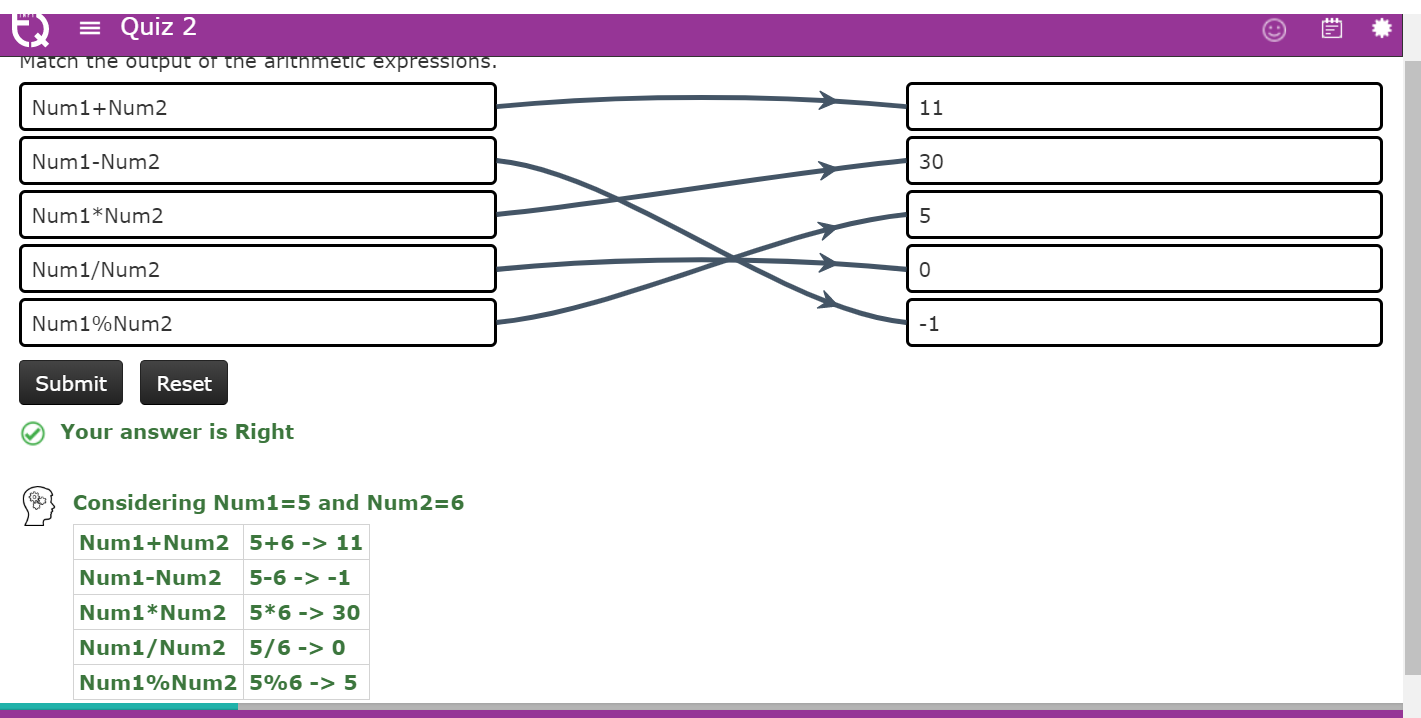 Quiz 2
Match the output of the arithmetic expressions.
Num1+Num2
11
Num1-Num2
30
Num1*Num2
5
Num1/Num2
0
Num1%Num2
-1
Submit Reset
Your answer is Right
Considering Num1=5 and Num2=6
Num1+Num2 5+6 -> 11
Num1-Num2 5-6 -> -1
Num1*Num2 5*6 -> 30
Num1/Num2 5/6 -> 0
Num1%Num2 5%6 -> 5